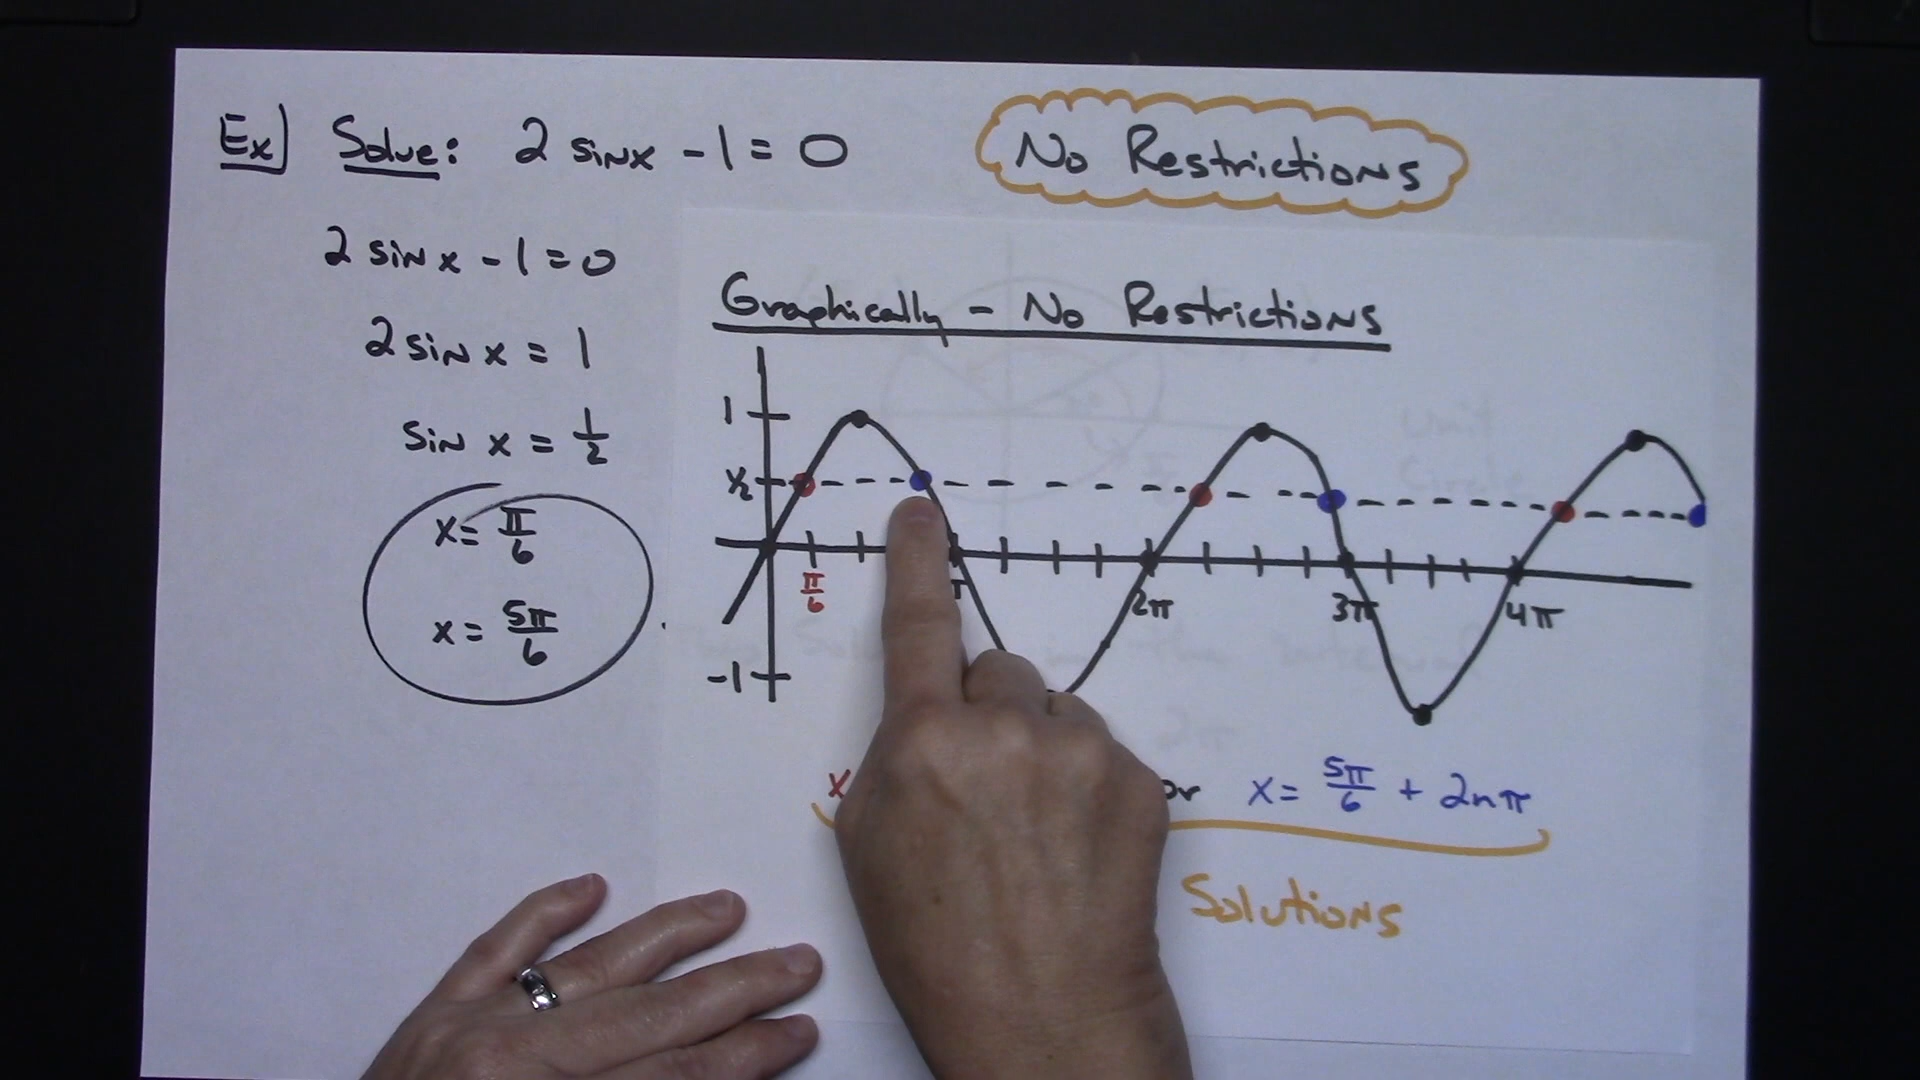 Ex) Solve: 2 sinx - 1 = 0
No Restrictions
2 sin x - 1 = 0
2 sin x = 1
sin x = 1/2
x = π/6
x = 5π/6
Graphically - No Restrictions
1
1/2
-1
π/6
2π
3π
4π
x
or x = 5π/6 + 2nπ
Solutions